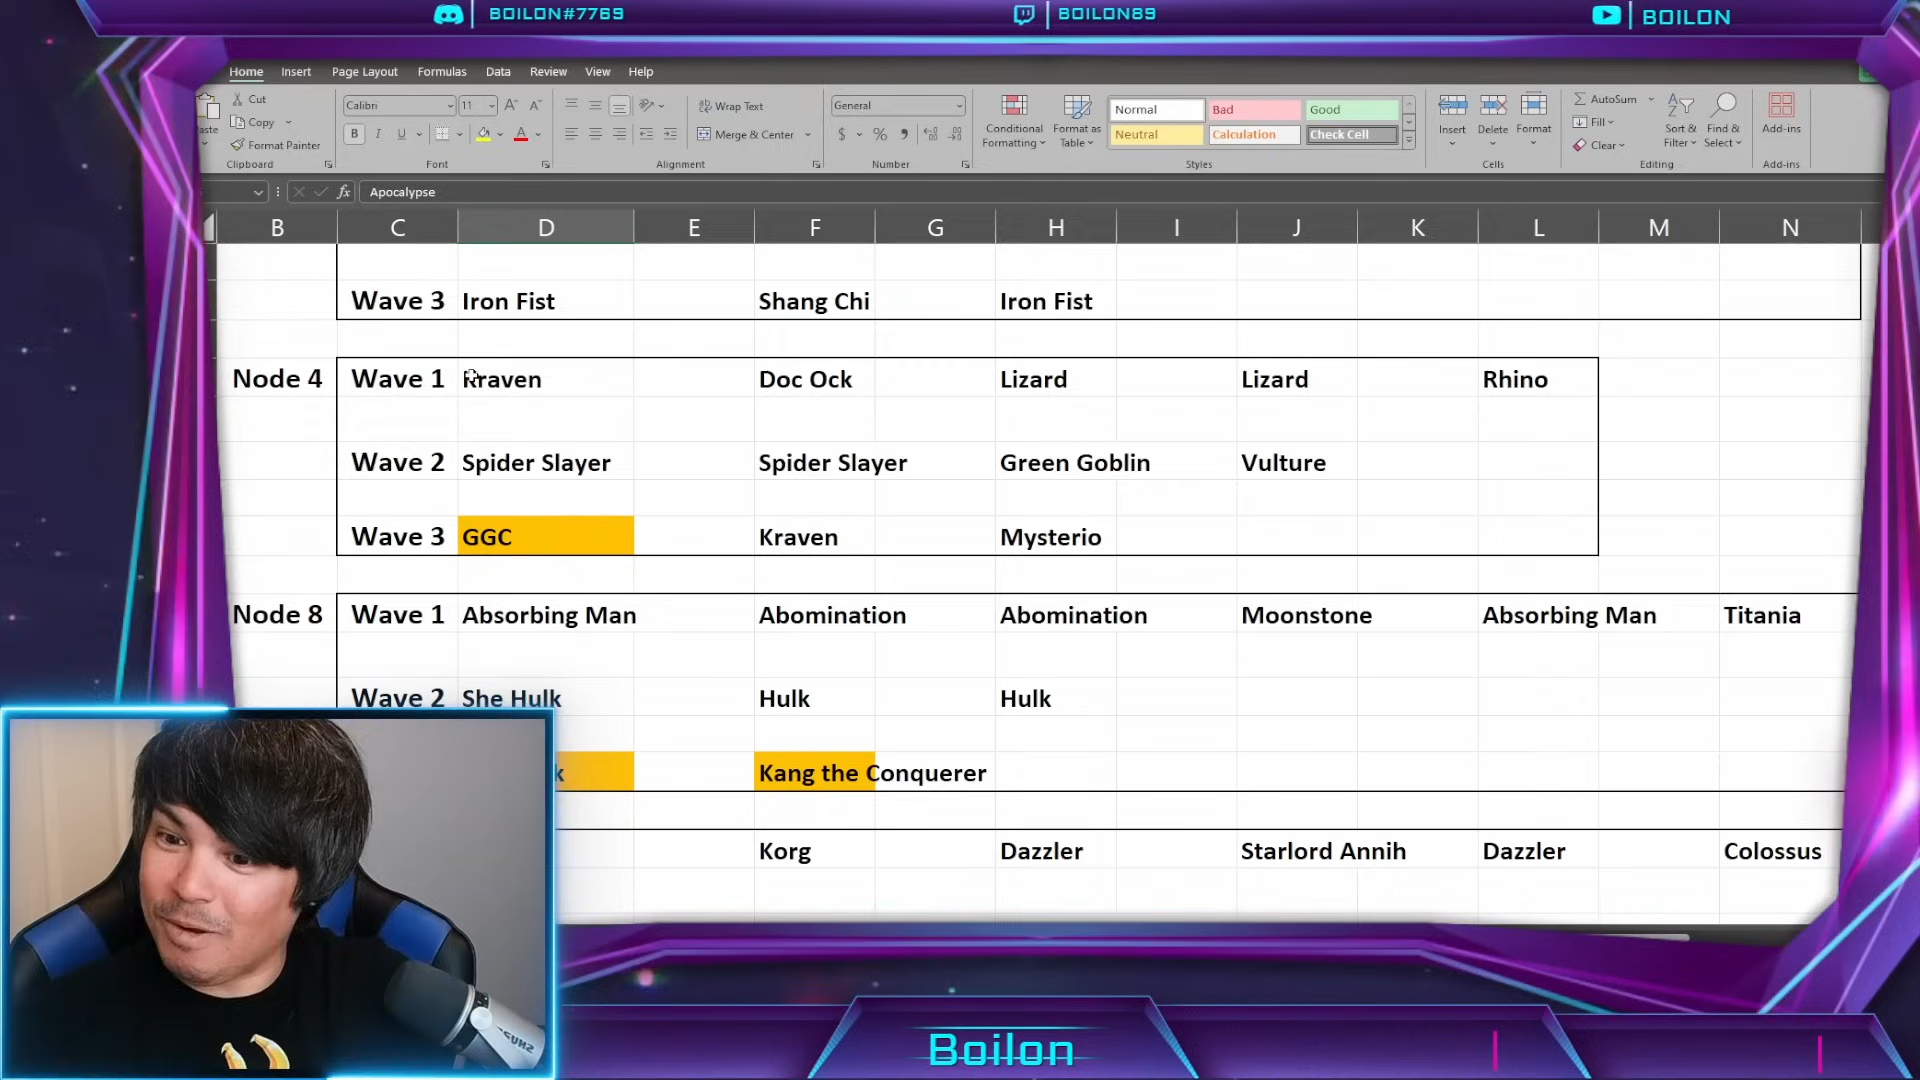 BOILON#7769
BOILON89
BOILON
Home Insert Page Layout Formulas Data Review View Help
Cut
Copy
Format Painter
Clipboard
Calibri 11
Font
Wrap Text
Merge & Center
Alignment
General
Number
Conditional Formatting
Format as Table
Normal Bad Good
Neutral Calculation Check Cell
Styles
Insert Delete Format
Cells
AutoSum
Fill
Clear
Sort & Filter
Find & Select
Editing
Add-ins
Add-ins
fx Apocalypse
B C D E F G H I J K L M N
Wave 3 Iron Fist Shang Chi Iron Fist
Node 4 Wave 1 Kraven Doc Ock Lizard Lizard Rhino
Wave 2 Spider Slayer Spider Slayer Green Goblin Vulture
Wave 3 GGC Kraven Mysterio
Node 8 Wave 1 Absorbing Man Abomination Abomination Moonstone Absorbing Man Titania
Wave 2 She Hulk Hulk Hulk
Kang the Conquerer
Korg Dazzler Starlord Annih Dazzler Colossus
Boilon